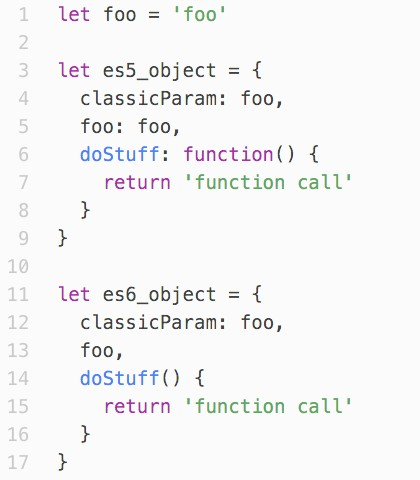 1 let foo = 'foo'
2
3 let es5_object = {
4   classicParam: foo,
5   foo: foo,
6   doStuff: function() {
7     return 'function call'
8   }
9 }
10
11 let es6_object = {
12   classicParam: foo,
13   foo,
14   doStuff() {
15     return 'function call'
16   }
17 }